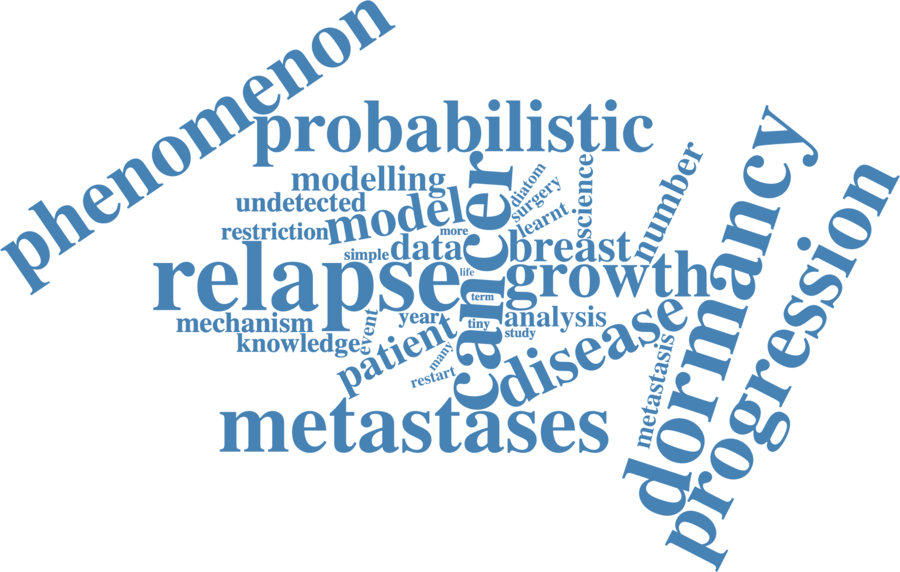 phenomenon
probabilistic
modelling
undetected
restriction
model
more
simple
data
relapse
life
cancer
diatom
surgery
learnt
science
number
breast
growth
term
tiny
study
analysis
mechanism
knowledge
event
year
patient
many
restart
disease
metastasis
metastases
dormancy
progression